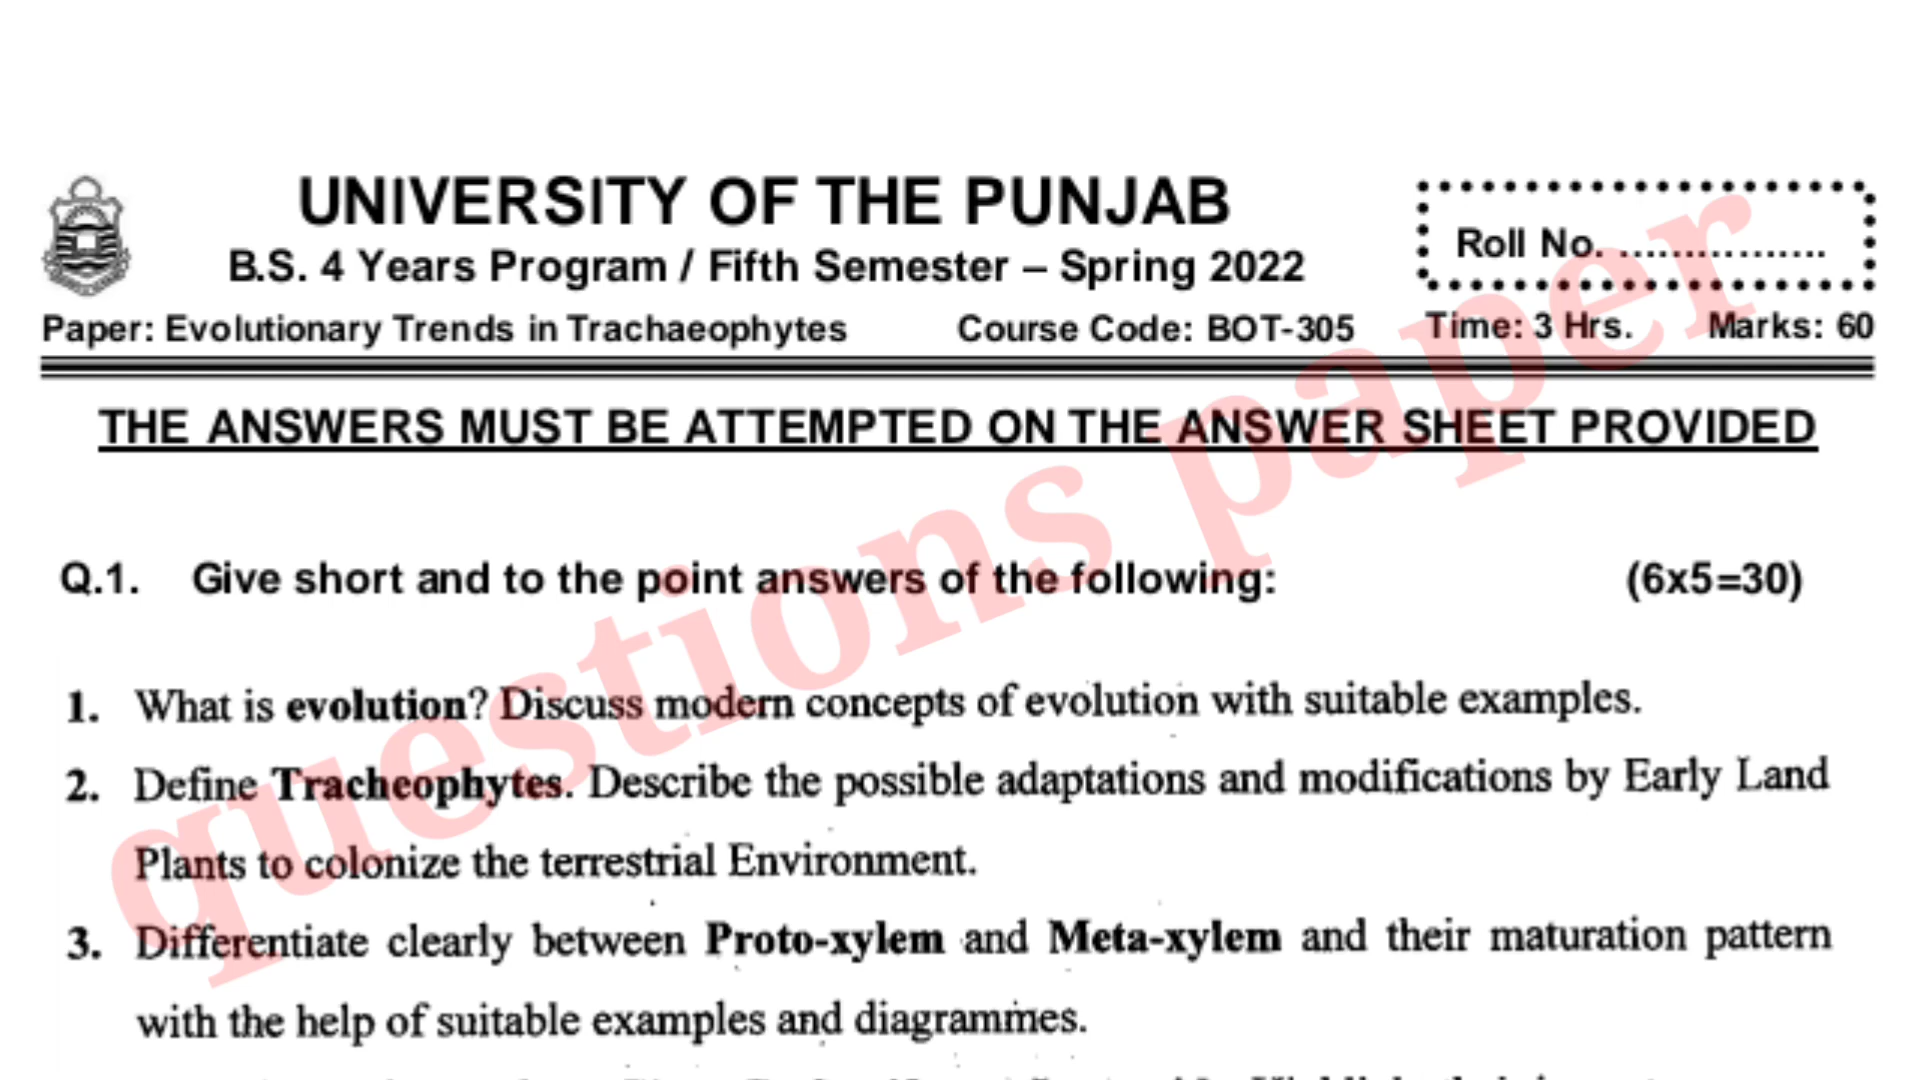 UNIVERSITY OF THE PUNJAB
B.S. 4 Years Program / Fifth Semester – Spring 2022
Roll No. ................
Paper: Evolutionary Trends in Trachaeophytes Course Code: BOT-305 Time: 3 Hrs. Marks: 60
THE ANSWERS MUST BE ATTEMPTED ON THE ANSWER SHEET PROVIDED
Q.1. Give short and to the point answers of the following: (6x5=30)
1. What is evolution? Discuss modern concepts of evolution with suitable examples.
2. Define Tracheophytes. Describe the possible adaptations and modifications by Early Land
Plants to colonize the terrestrial Environment.
3. Differentiate clearly between Proto-xylem and Meta-xylem and their maturation pattern
with the help of suitable examples and diagrammes.
questions paper